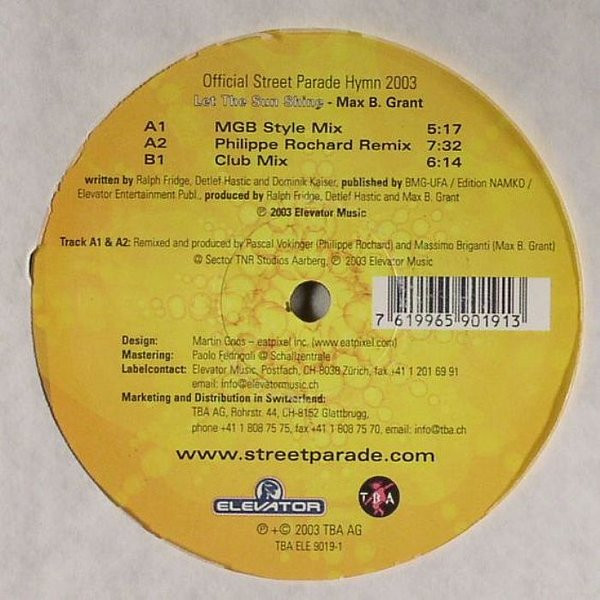 Official Street Parade Hymn 2003
Let The Sun Shine - Max B. Grant
A1 MGB Style Mix 5:17
A2 Philippe Rochard Remix 7:32
B1 Club Mix 6:14
written by Ralph Fridge, Detlef Hastic and Dominik Kaiser, published by BMG-UFA / Edition NAMKO /
Elevator Entertainment Publ., produced by Ralph Fridge, Detlef Hastic and Max B. Grant
℗ 2003 Elevator Music
Track A1 & A2: Remixed and produced by Pascal Vokinger (Philippe Rochard) and Massimo Briganti (Max B. Grant)
@ Sector TNR Studios Aarberg, ℗ 2003 Elevator Music
7 619965 901913
Design: Martin Goos – eatpixel inc. (www.eatpixel.com)
Mastering: Paolo Fedrigoli @ Schallzentrale
Labelcontact: Elevator Music, Postfach, CH-8038 Zürich, fax +41 1 201 69 91
email: info@elevatormusic.ch
Marketing and Distribution in Switzerland:
TBA AG, Rohrstr. 44, CH-8152 Glattbrugg,
phone +41 1 808 75 75, fax +41 1 808 75 70, email: info@tba.ch
www.streetparade.com
ELEVATOR
TBA
℗ + © 2003 TBA AG
TBA ELE 9019-1